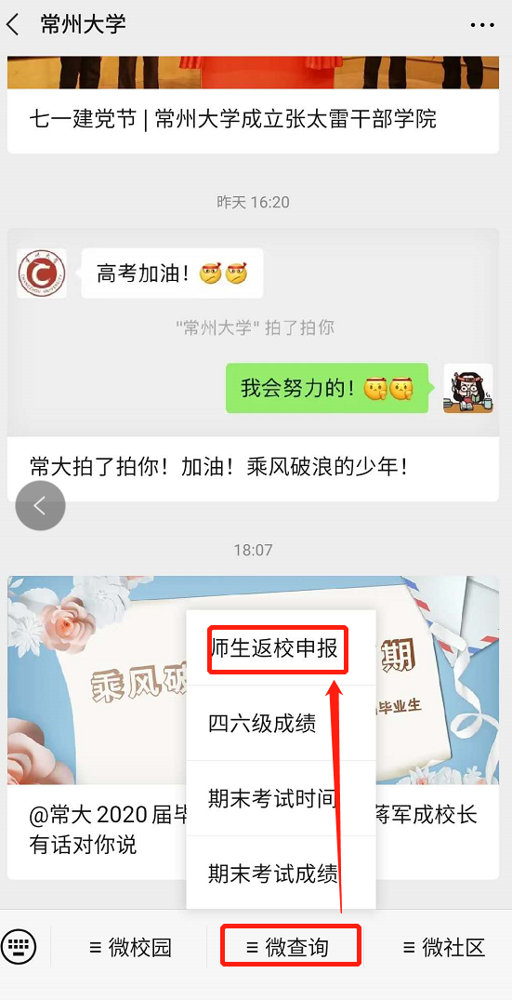 常州大学
七一建党节 | 常州大学成立张太雷干部学院
昨天 16:20
高考加油！
"常州大学" 拍了拍你
我会努力的！
常大拍了拍你！加油！乘风破浪的少年！
18:07
乘风破
期
毕业生
师生返校申报
四六级成绩
期末考试时间
期末考试成绩
@常大 2020 届毕
蒋军成校长
有话对你说
微校园
微查询
微社区